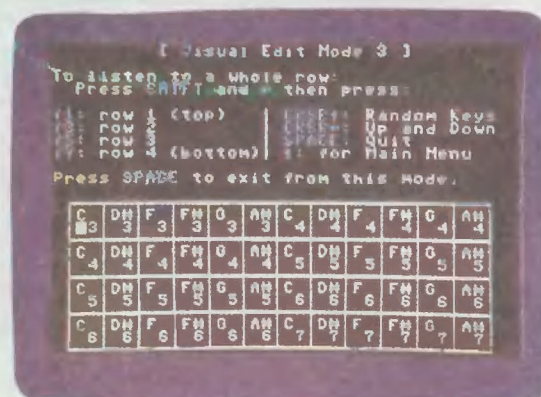 [ Visual Edit Mode 3 ]
To listen to a whole row:
Press SHIFT and then press:
row 1 (top) Random Keys
row 2 Up and Down
row 3 Quit
row 4 (bottom) for Main Menu
Press SPACE to exit from this mode.
C 3 D# 3 F 3 F# 3 G 3 A# 3 C 4 D# 4 F 4 F# 4 G 4 A# 4
C 4 D# 4 F 4 F# 4 G 4 A# 4 C 5 D# 5 F 5 F# 5 G 5 A# 5
C 5 D# 5 F 5 F# 5 G 5 A# 5 C 6 D# 6 F 6 F# 6 G 6 A# 6
C 6 D# 6 F 6 F# 6 G 6 A# 6 C 7 D# 7 F 7 F# 7 G 7 A# 7